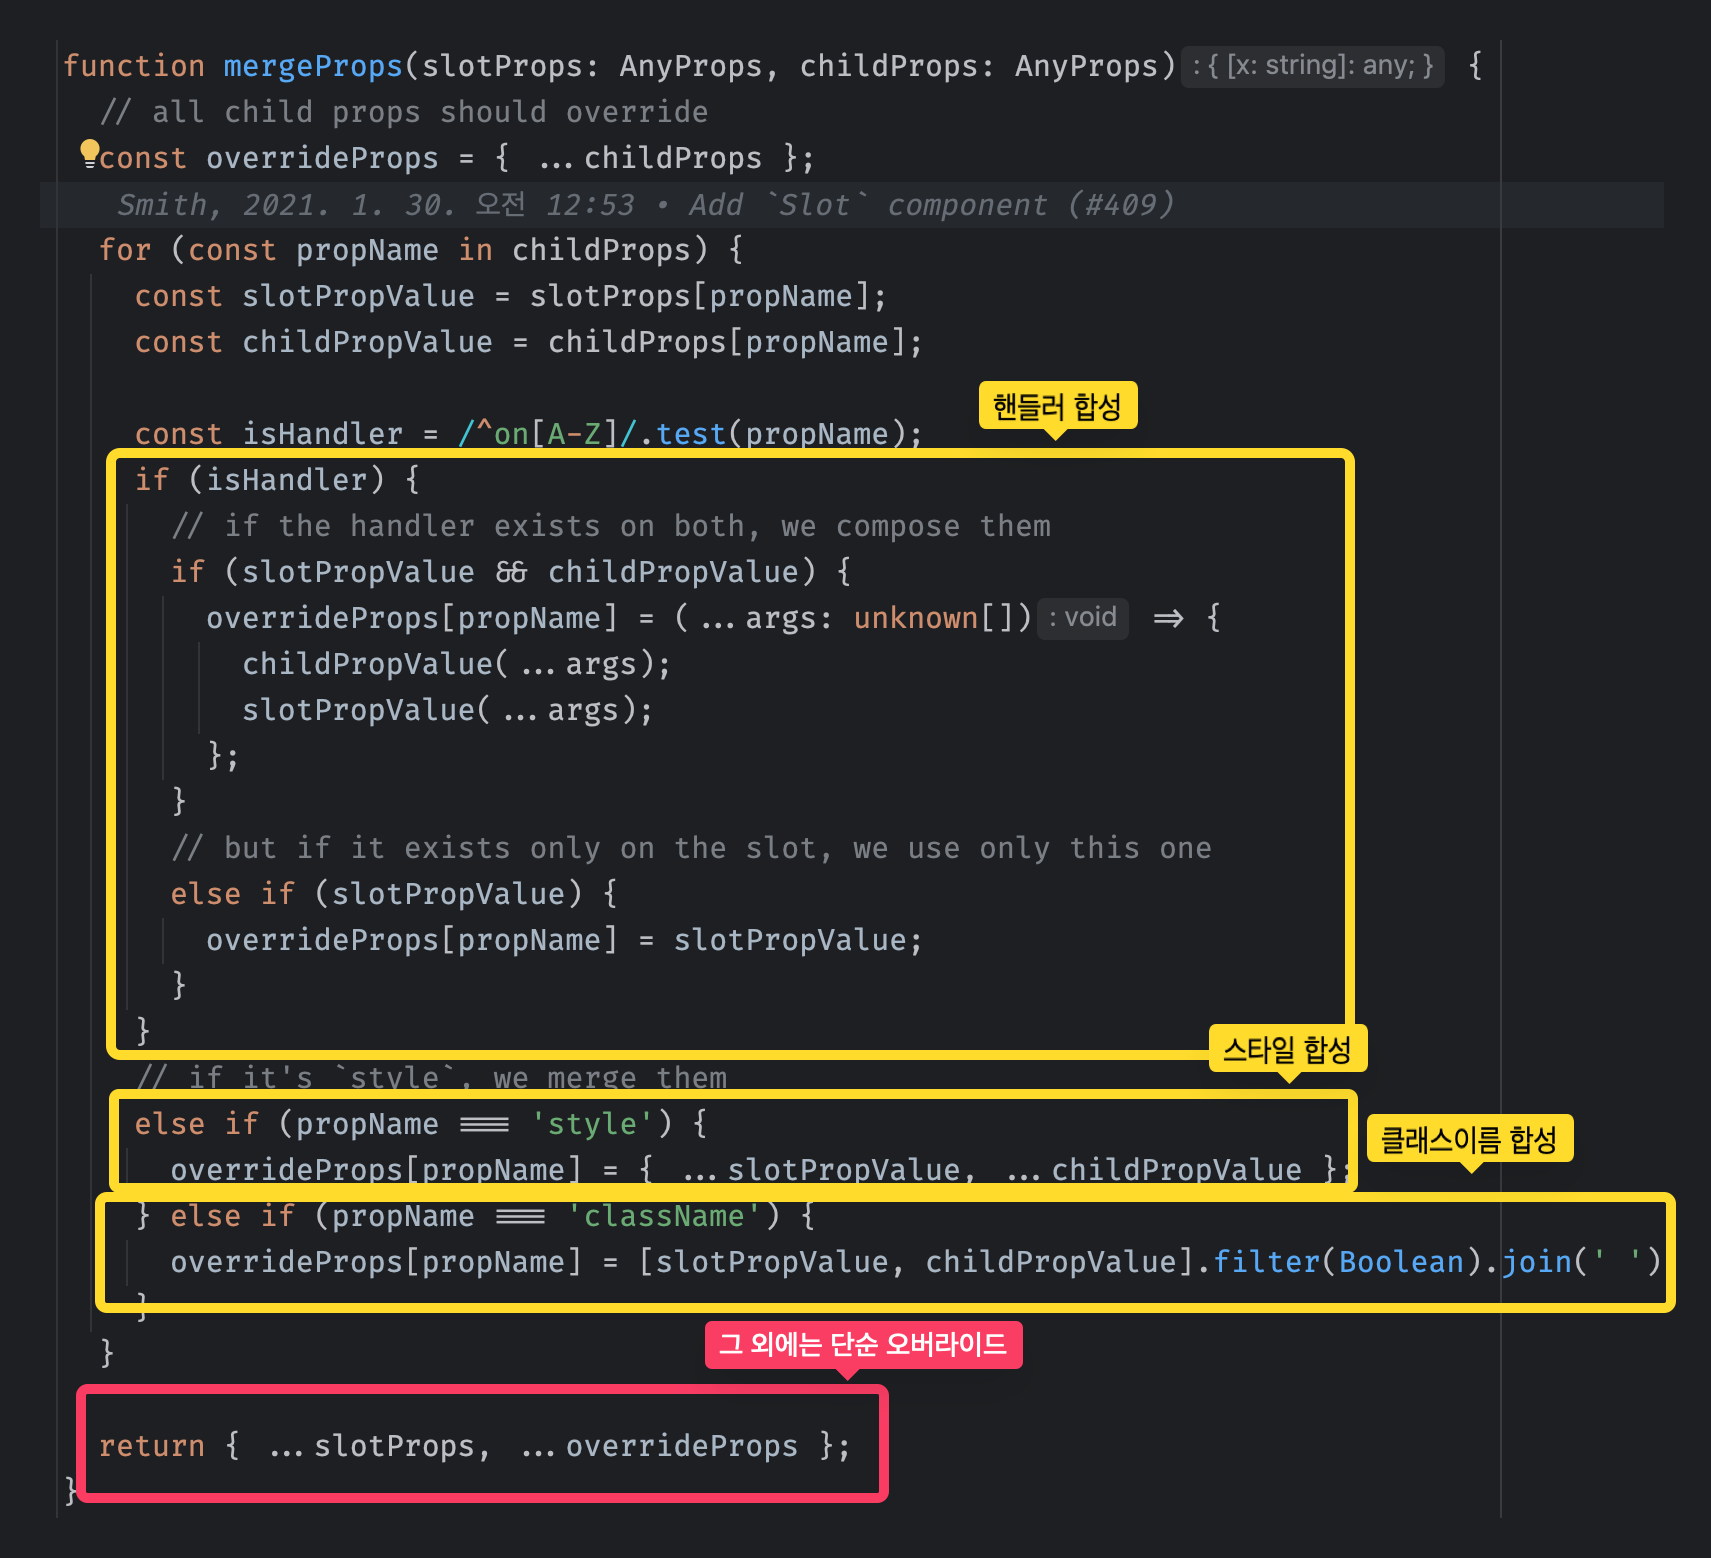 function mergeProps(slotProps: AnyProps, childProps: AnyProps) : { [x: string]: any; } {
// all child props should override
const overrideProps = { ...childProps };
Smith, 2021. 1. 30. 오전 12:53 • Add `Slot` component (#409)
for (const propName in childProps) {
const slotPropValue = slotProps[propName];
const childPropValue = childProps[propName];
핸들러 합성
const isHandler = /^on[A-Z]/.test(propName);
if (isHandler) {
// if the handler exists on both, we compose them
if (slotPropValue && childPropValue) {
overrideProps[propName] = (...args: unknown[]) : void => {
childPropValue(...args);
slotPropValue(...args);
};
}
// but if it exists only on the slot, we use only this one
else if (slotPropValue) {
overrideProps[propName] = slotPropValue;
}
}
스타일 합성
// if it's `style`, we merge them
else if (propName === 'style') {
클래스이름 합성
overrideProps[propName] = { ...slotPropValue, ...childPropValue };
} else if (propName === 'className') {
overrideProps[propName] = [slotPropValue, childPropValue].filter(Boolean).join(' ')
}
}
그 외에는 단순 오버라이드
return { ...slotProps, ...overrideProps };
}